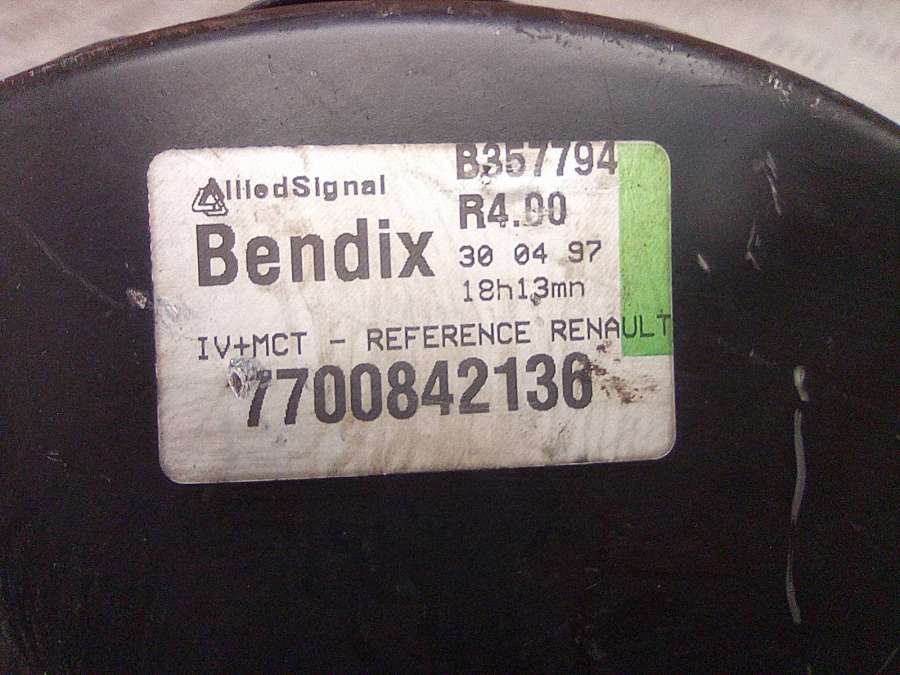 AlliedSignal
Bendix
B357794
R4.00
30 04 97
18h13mn
IV+MCT - REFERENCE RENAULT
7700842136